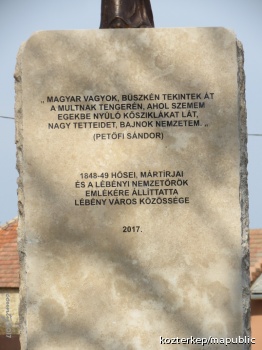 „ MAGYAR VAGYOK, BÜSZKÉN TEKINTEK ÁT
A MULTNAK TENGERÉN, AHOL SZEMEM
EGEKBE NYÚLÓ KŐSZIKLÁKAT LÁT,
NAGY TETTEIDET, BAJNOK NEMZETEM. „
(PETŐFI SÁNDOR)
1848-49 HŐSEI, MÁRTÍRJAI
ÉS A LÉBÉNYI NEMZETŐRÖK
EMLÉKÉRE ÁLLÍTTATTA
LÉBÉNY VÁROS KÖZÖSSÉGE
2017.
kozterkep/mapublic